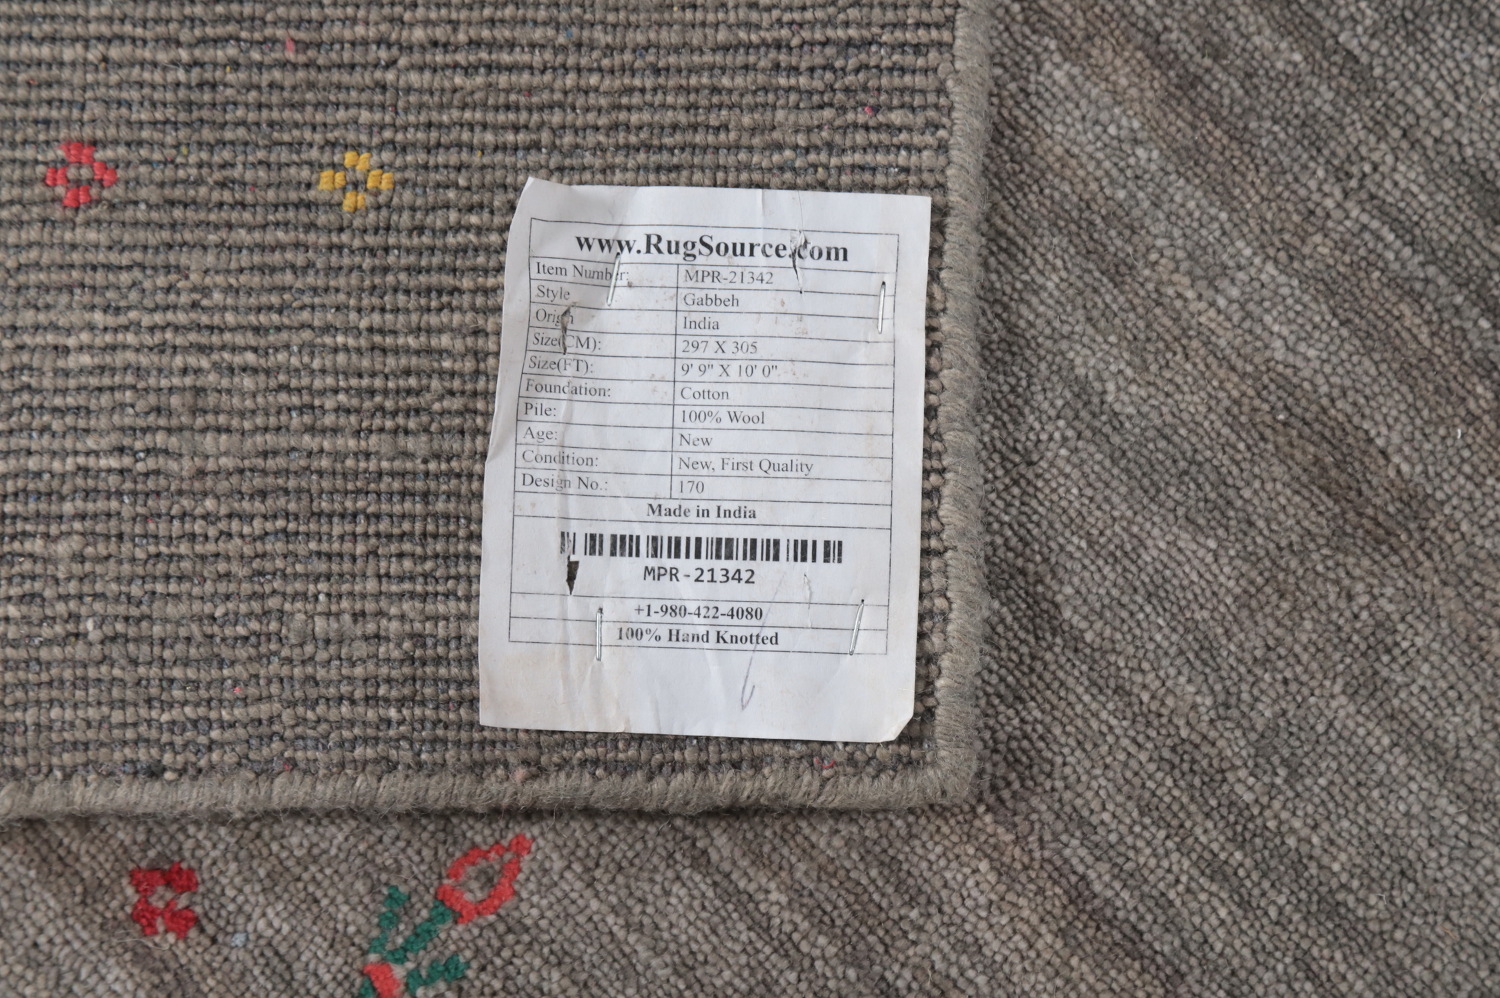 www.RugSource.com
Item Number: MPR-21342
Style Gabbeh
Origin India
Size(CM): 297 X 305
Size(FT): 9' 9" X 10' 0"
Foundation: Cotton
Pile: 100% Wool
Age: New
Condition: New, First Quality
Design No.: 170
Made in India
MPR-21342
+1-980-422-4080
100% Hand Knotted